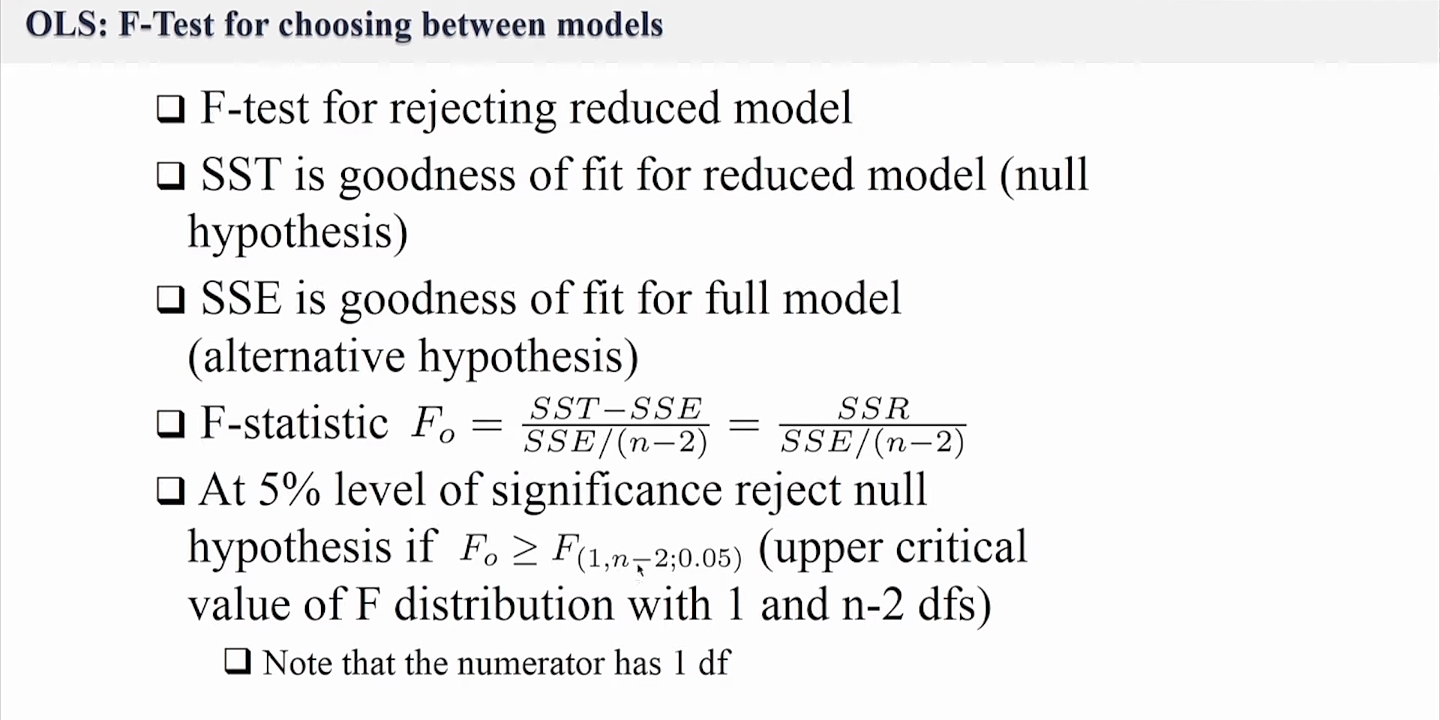 OLS: F-Test for choosing between models
❑ F-test for rejecting reduced model
❑ SST is goodness of fit for reduced model (null
hypothesis)
❑ SSE is goodness of fit for full model
(alternative hypothesis)
❑ F-statistic $F_o = \frac{SST-SSE}{SSE/(n-2)} = \frac{SSR}{SSE/(n-2)}$
❑ At 5% level of significance reject null
hypothesis if $F_o \geq F_{(1,n-2;0.05)}$ (upper critical
value of F distribution with 1 and n-2 dfs)
❑ Note that the numerator has 1 df